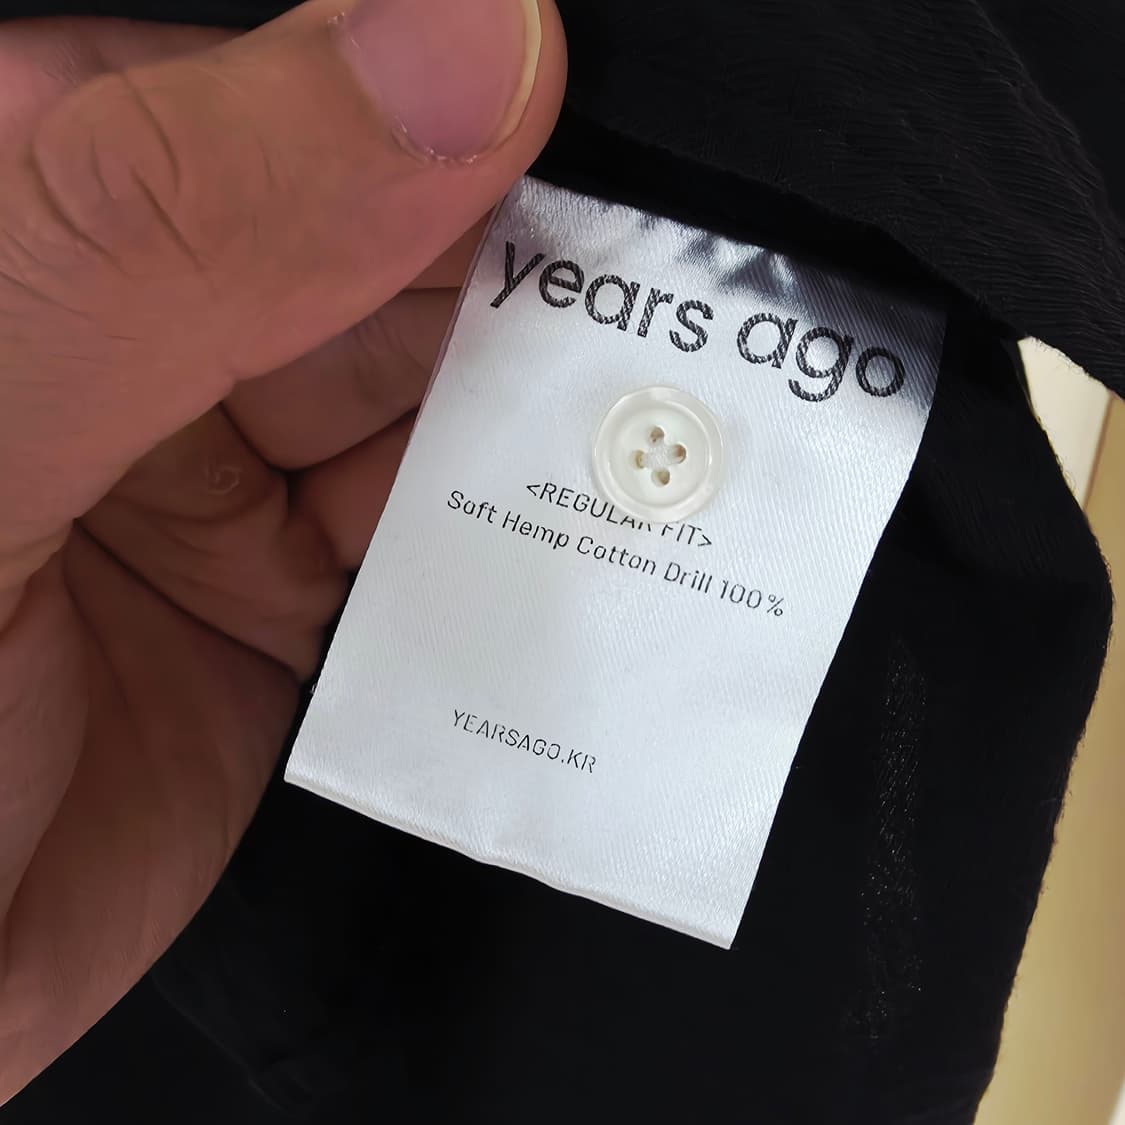 years ago
<REGULAR FIT>
Soft Hemp Cotton Drill 100%
YEARSAGO.KR